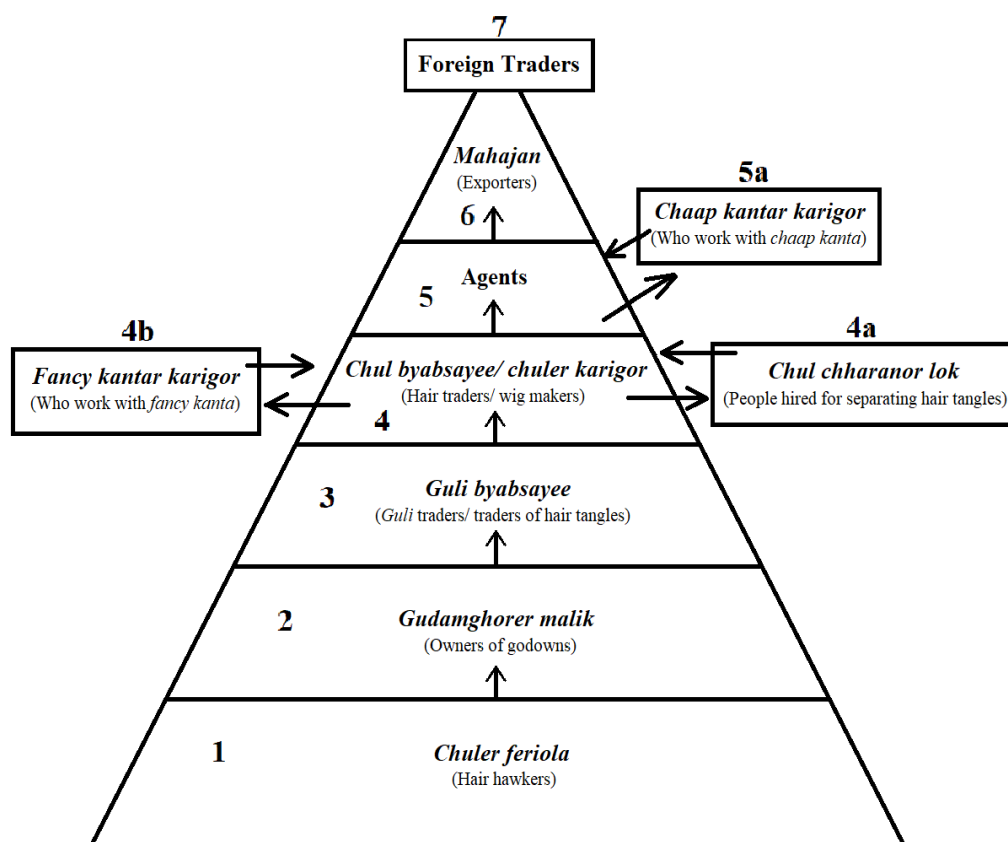 7
Foreign Traders
Mahajan
(Exporters)
6
5a
Chaap kantar karigor
(Who work with chaap kanta)
Agents
5
4b
Fancy kantar karigor
(Who work with fancy kanta)
Chul byabsayee/ chuler karigor
(Hair traders/ wig makers)
4
4a
Chul chharanor lok
(People hired for separating hair tangles)
3
Guli byabsayee
(Guli traders/ traders of hair tangles)
2
Gudamghorer malik
(Owners of godowns)
1
Chuler feriola
(Hair hawkers)